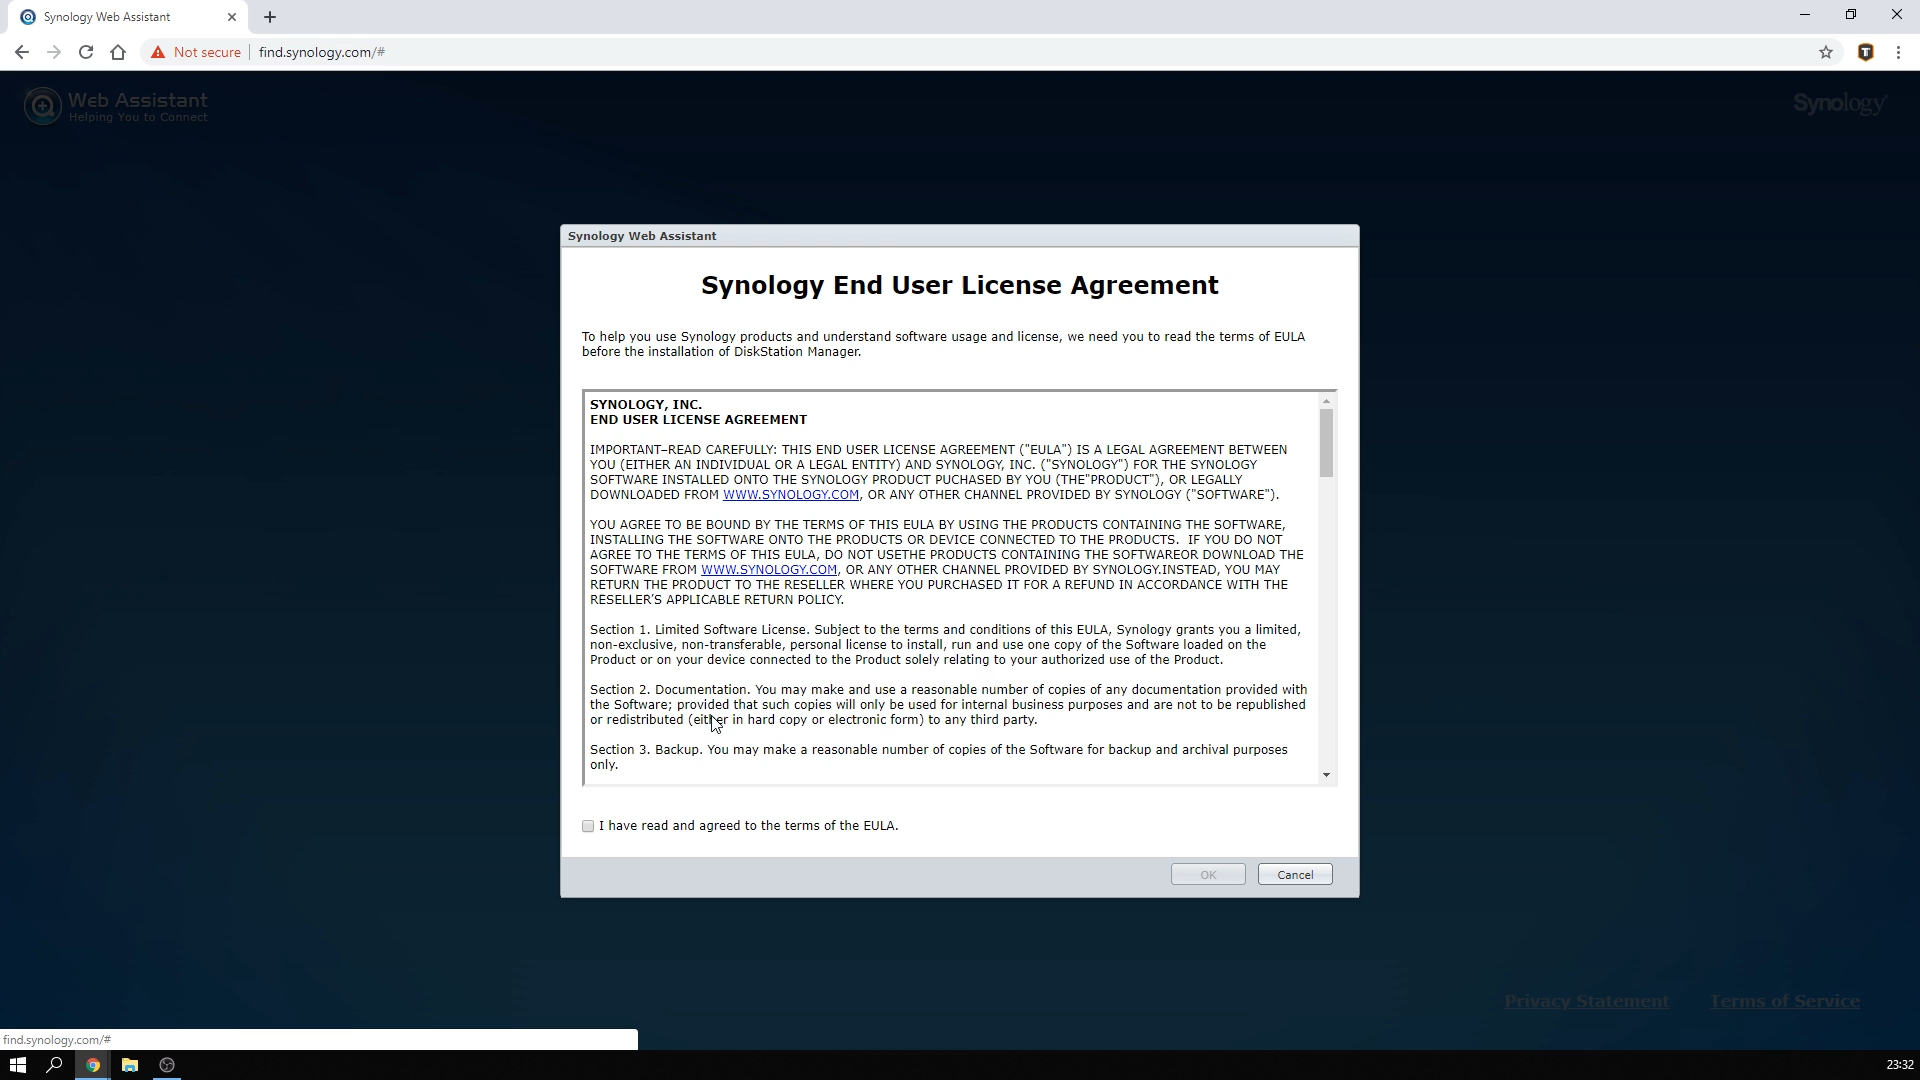 Synology Web Assistant
Not secure
find.synology.com/#
Web Assistant
Helping You to Connect
Synology
Synology Web Assistant
Synology End User License Agreement
To help you use Synology products and understand software usage and license, we need you to read the terms of EULA
before the installation of DiskStation Manager.
SYNOLOGY, INC.
END USER LICENSE AGREEMENT
IMPORTANT–READ CAREFULLY: THIS END USER LICENSE AGREEMENT ("EULA") IS A LEGAL AGREEMENT BETWEEN
YOU (EITHER AN INDIVIDUAL OR A LEGAL ENTITY) AND SYNOLOGY, INC. ("SYNOLOGY") FOR THE SYNOLOGY
SOFTWARE INSTALLED ONTO THE SYNOLOGY PRODUCT PUCHASED BY YOU (THE"PRODUCT"), OR LEGALLY
DOWNLOADED FROM WWW.SYNOLOGY.COM, OR ANY OTHER CHANNEL PROVIDED BY SYNOLOGY ("SOFTWARE").
YOU AGREE TO BE BOUND BY THE TERMS OF THIS EULA BY USING THE PRODUCTS CONTAINING THE SOFTWARE,
INSTALLING THE SOFTWARE ONTO THE PRODUCTS OR DEVICE CONNECTED TO THE PRODUCTS. IF YOU DO NOT
AGREE TO THE TERMS OF THIS EULA, DO NOT USETHE PRODUCTS CONTAINING THE SOFTWAREOR DOWNLOAD THE
SOFTWARE FROM WWW.SYNOLOGY.COM, OR ANY OTHER CHANNEL PROVIDED BY SYNOLOGY.INSTEAD, YOU MAY
RETURN THE PRODUCT TO THE RESELLER WHERE YOU PURCHASED IT FOR A REFUND IN ACCORDANCE WITH THE
RESELLER'S APPLICABLE RETURN POLICY.
Section 1. Limited Software License. Subject to the terms and conditions of this EULA, Synology grants you a limited,
non-exclusive, non-transferable, personal license to install, run and use one copy of the Software loaded on the
Product or on your device connected to the Product solely relating to your authorized use of the Product.
Section 2. Documentation. You may make and use a reasonable number of copies of any documentation provided with
the Software; provided that such copies will only be used for internal business purposes and are not to be republished
or redistributed (either in hard copy or electronic form) to any third party.
Section 3. Backup. You may make a reasonable number of copies of the Software for backup and archival purposes
only.
I have read and agreed to the terms of the EULA.
OK
Cancel
Privacy Statement
Terms of Service
find.synology.com/#
23:32